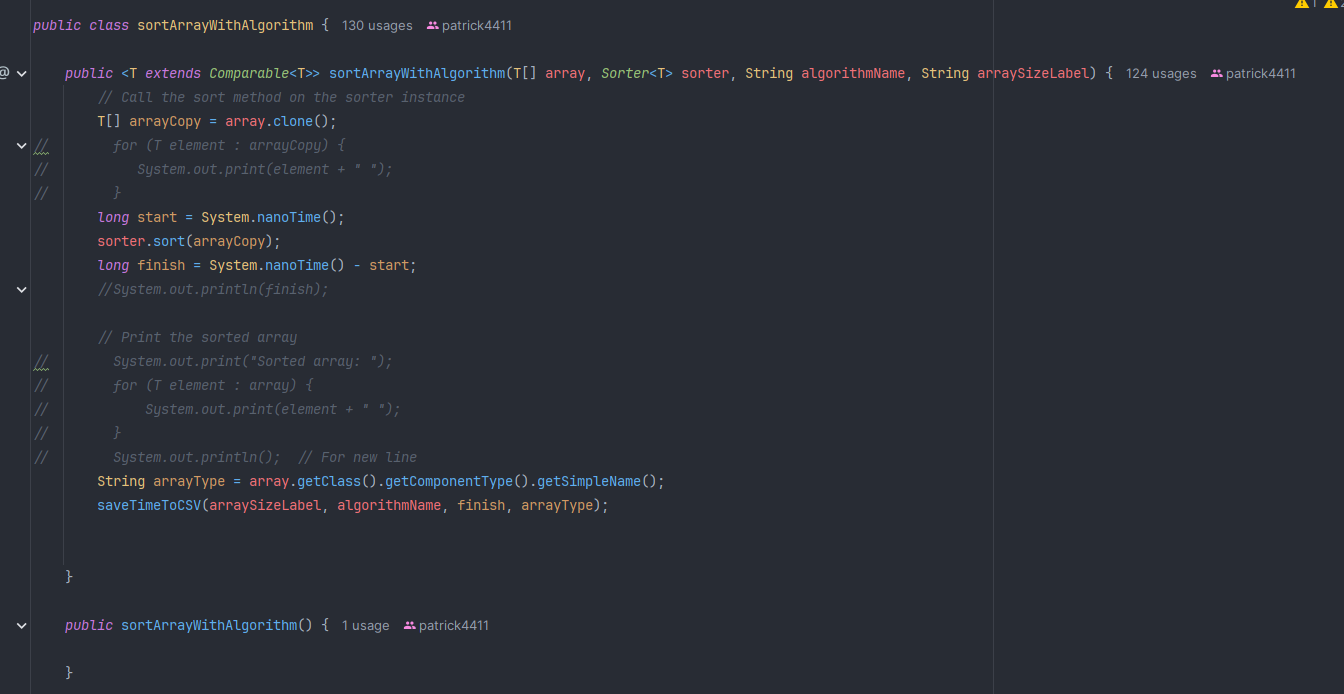 public class sortArrayWithAlgorithm { 130 usages patrick4411
@ public <T extends Comparable<T>> sortArrayWithAlgorithm(T[] array, Sorter<T> sorter, String algorithmName, String arraySizeLabel) { 124 usages patrick4411
// Call the sort method on the sorter instance
T[] arrayCopy = array.clone();
// for (T element : arrayCopy) {
// System.out.print(element + " ");
// }
long start = System.nanoTime();
sorter.sort(arrayCopy);
long finish = System.nanoTime() - start;
//System.out.println(finish);
// Print the sorted array
// System.out.print("Sorted array: ");
// for (T element : array) {
// System.out.print(element + " ");
// }
// System.out.println(); // For new line
String arrayType = array.getClass().getComponentType().getSimpleName();
saveTimeToCSV(arraySizeLabel, algorithmName, finish, arrayType);
}
public sortArrayWithAlgorithm() { 1 usage patrick4411
}